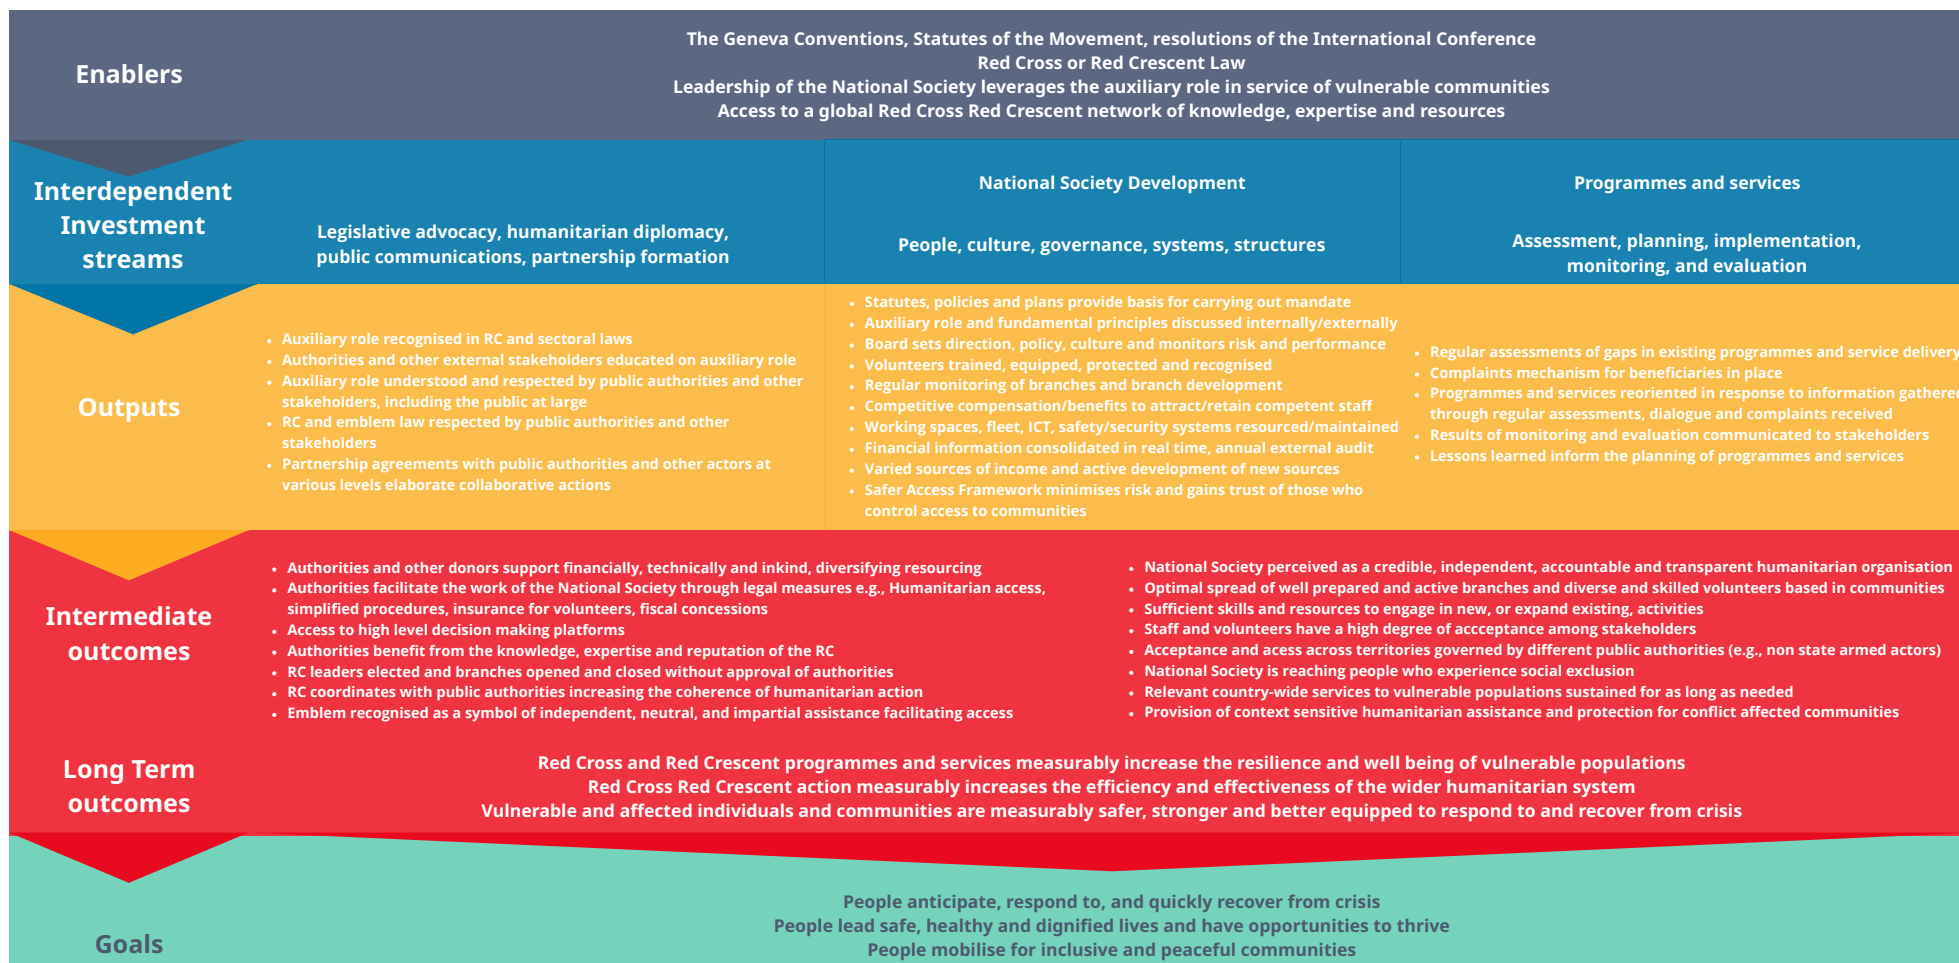 Enablers
The Geneva Conventions, Statutes of the Movement, resolutions of the International Conference
Red Cross or Red Crescent Law
Leadership of the National Society leverages the auxiliary role in service of vulnerable communities
Access to a global Red Cross Red Crescent network of knowledge, expertise and resources
Interdependent
Investment
streams
Legislative advocacy, humanitarian diplomacy,
public communications, partnership formation
National Society Development
People, culture, governance, systems, structures
Programmes and services
Assessment, planning, implementation,
monitoring, and evaluation
Outputs
• Auxiliary role recognised in RC and sectoral laws
• Authorities and other external stakeholders educated on auxiliary role
• Auxiliary role understood and respected by public authorities and other
stakeholders, including the public at large
• RC and emblem law respected by public authorities and other
stakeholders
• Partnership agreements with public authorities and other actors at
various levels elaborate collaborative actions
• Statutes, policies and plans provide basis for carrying out mandate
• Auxiliary role and fundamental principles discussed internally/externally
• Board sets direction, policy, culture and monitors risk and performance
• Volunteers trained, equipped, protected and recognised
• Regular monitoring of branches and branch development
• Competitive compensation/benefits to attract/retain competent staff
• Working spaces, fleet, ICT, safety/security systems resourced/maintained
• Financial information consolidated in real time, annual external audit
• Varied sources of income and active development of new sources
• Safer Access Framework minimises risk and gains trust of those who
control access to communities
• Regular assessments of gaps in existing programmes and service delivery
• Complaints mechanism for beneficiaries in place
• Programmes and services reoriented in response to information gathered
through regular assessments, dialogue and complaints received
• Results of monitoring and evaluation communicated to stakeholders
• Lessons learned inform the planning of programmes and services
Intermediate
outcomes
• Authorities and other donors support financially, technically and inkind, diversifying resourcing
• Authorities facilitate the work of the National Society through legal measures e.g., Humanitarian access,
simplified procedures, insurance for volunteers, fiscal concessions
• Access to high level decision making platforms
• Authorities benefit from the knowledge, expertise and reputation of the RC
• RC leaders elected and branches opened and closed without approval of authorities
• RC coordinates with public authorities increasing the coherence of humanitarian action
• Emblem recognised as a symbol of independent, neutral, and impartial assistance facilitating access
• National Society perceived as a credible, independent, accountable and transparent humanitarian organisation
• Optimal spread of well prepared and active branches and diverse and skilled volunteers based in communities
• Sufficient skills and resources to engage in new, or expand existing, activities
• Staff and volunteers have a high degree of accceptance among stakeholders
• Acceptance and acess across territories governed by different public authorities (e.g., non state armed actors)
• National Society is reaching people who experience social exclusion
• Relevant country-wide services to vulnerable populations sustained for as long as needed
• Provision of context sensitive humanitarian assistance and protection for conflict affected communities
Long Term
outcomes
Red Cross and Red Crescent programmes and services measurably increase the resilience and well being of vulnerable populations
Red Cross Red Crescent action measurably increases the efficiency and effectiveness of the wider humanitarian system
Vulnerable and affected individuals and communities are measurably safer, stronger and better equipped to respond to and recover from crisis
Goals
People anticipate, respond to, and quickly recover from crisis
People lead safe, healthy and dignified lives and have opportunities to thrive
People mobilise for inclusive and peaceful communities